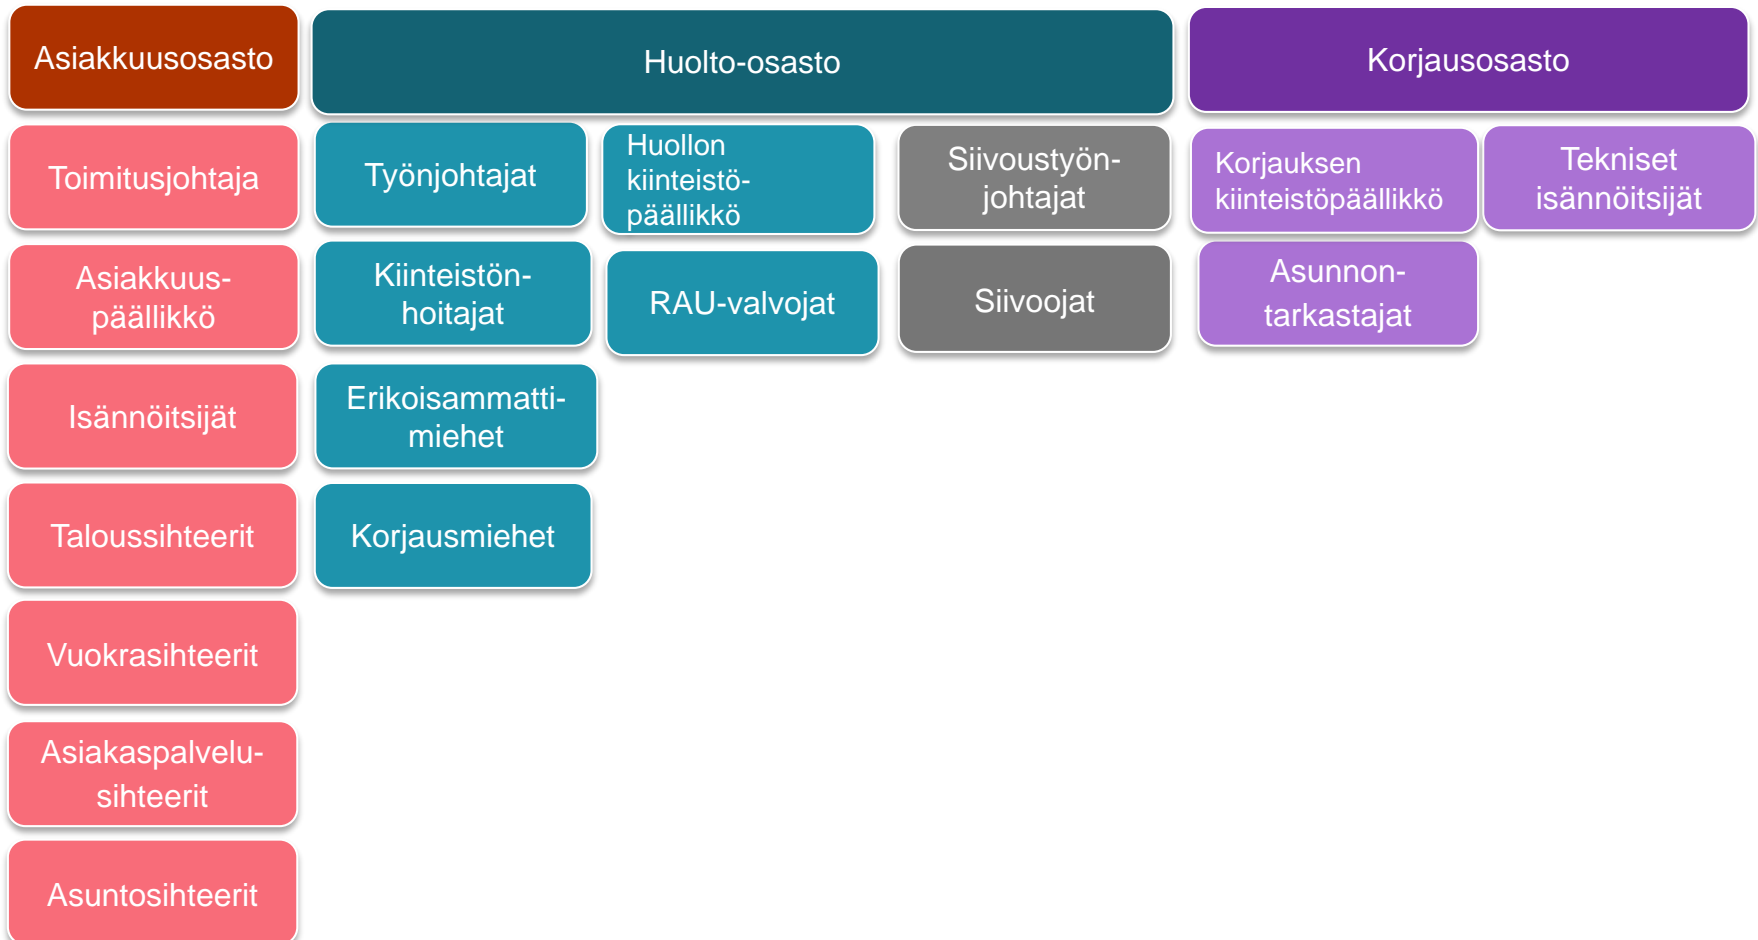 Asiakkuusosasto
Huolto-osasto
Korjausosasto
Toimitusjohtaja
Työnjohtajat
Huollon
kiinteistö-
päällikkö
Siivoustyön-
johtajat
Korjauksen
kiinteistöpäällikkö
Tekniset
isännöitsijät
Asiakkuus-
päällikkö
Kiinteistön-
hoitajat
RAU-valvojat
Siivoojat
Asunnon-
tarkastajat
Isännöitsijät
Erikoisammatti-
miehet
Taloussihteerit
Korjausmiehet
Vuokrasihteerit
Asiakaspalvelu-
sihteerit
Asuntosihteerit